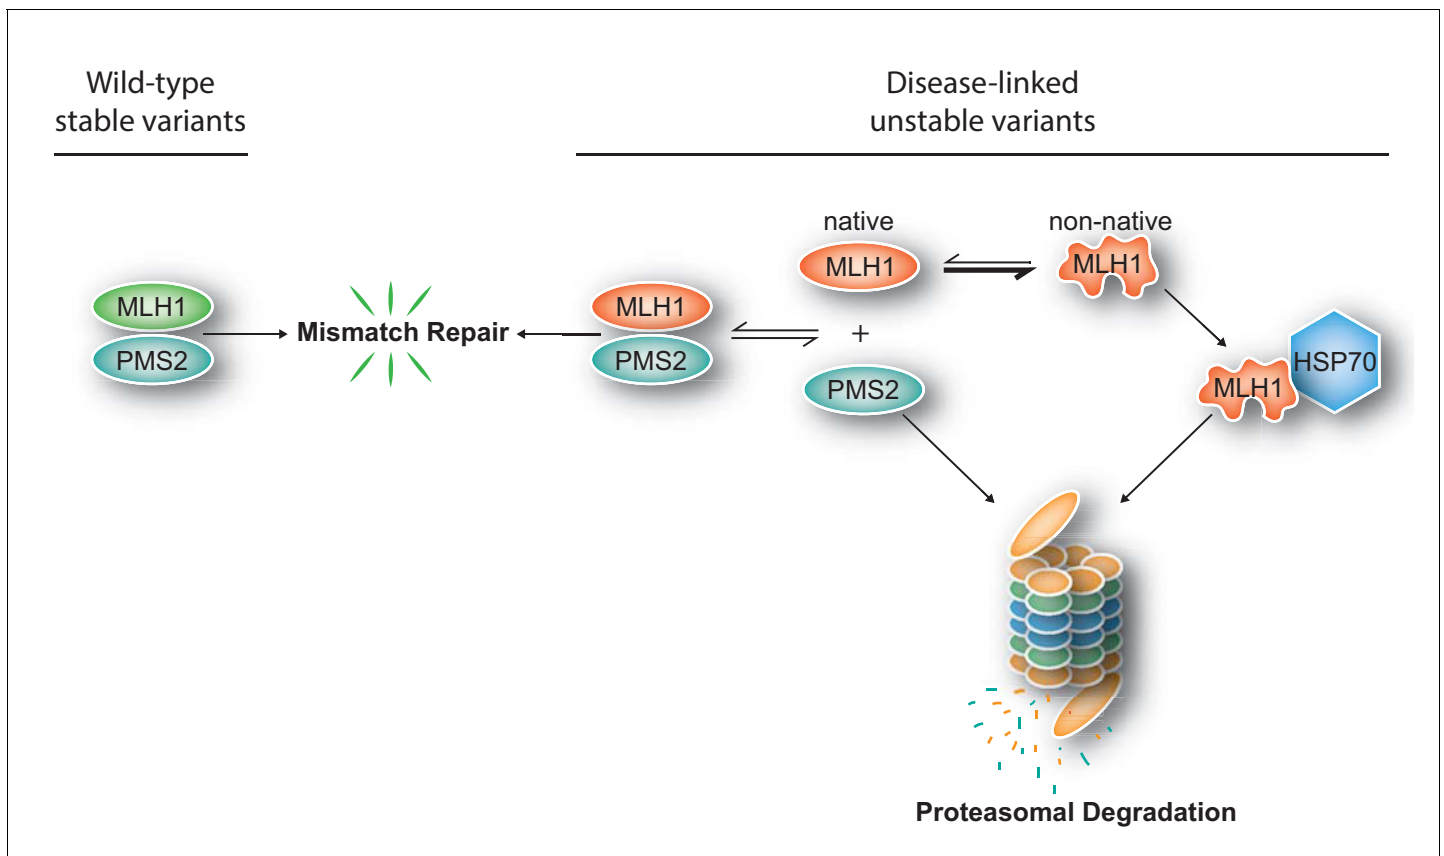 Wild-type
stable variants
Disease-linked
unstable variants
native
non-native
MLH1
MLH1
MLH1
PMS2
Mismatch Repair
MLH1
PMS2
+
PMS2
MLH1
HSP70
Proteasomal Degradation